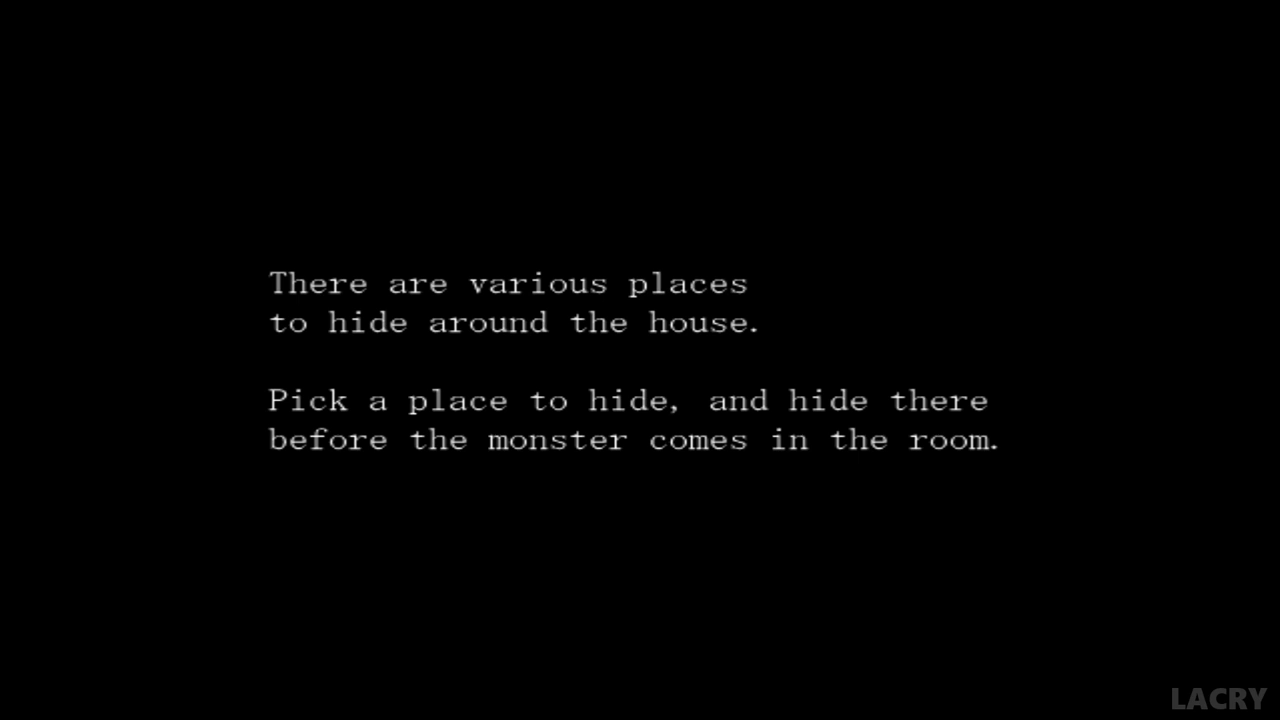 There are various places
to hide around the house.
Pick a place to hide, and hide there
before the monster comes in the room.
LACRY